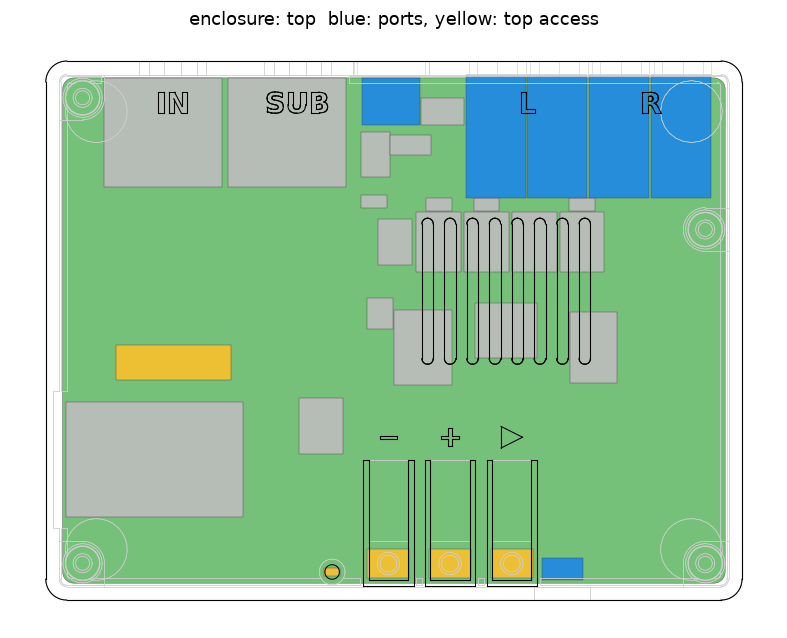 enclosure: top  blue: ports, yellow: top access
IN SUB L R
− + ▷